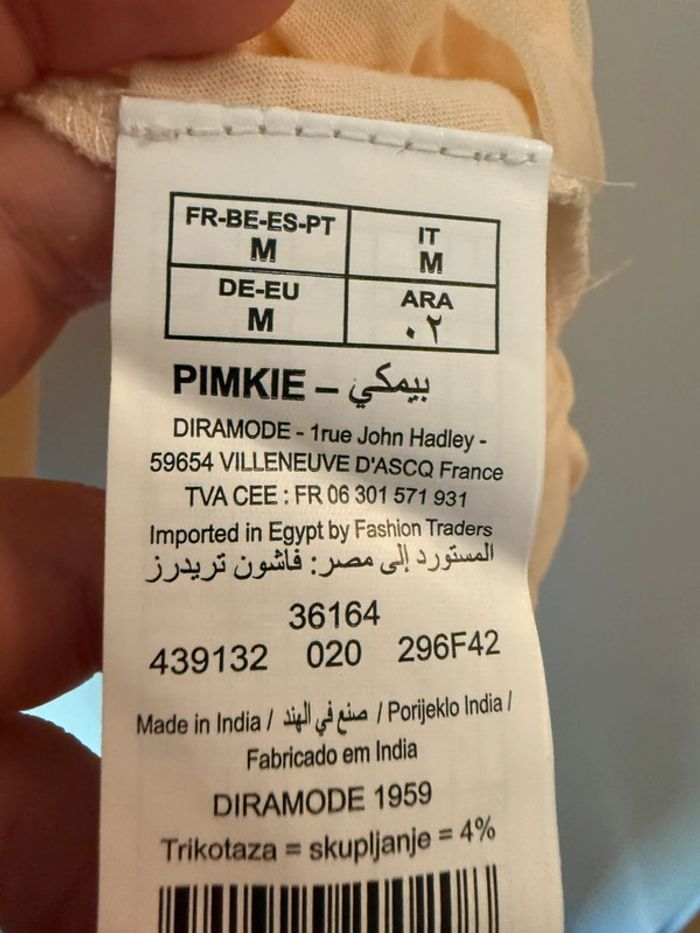 FR-BE-ES-PT
M
IT
M
DE-EU
M
ARA
٠٢
PIMKIE – بيمكي
DIRAMODE - 1rue John Hadley -
59654 VILLENEUVE D'ASCQ France
TVA CEE : FR 06 301 571 931
Imported in Egypt by Fashion Traders
المستورد إلى مصر: فاشون تريدرز
36164
439132 020 296F42
Made in India / صنع في الهند / Porijeklo India /
Fabricado em India
DIRAMODE 1959
Trikotaza = skupljanje = 4%